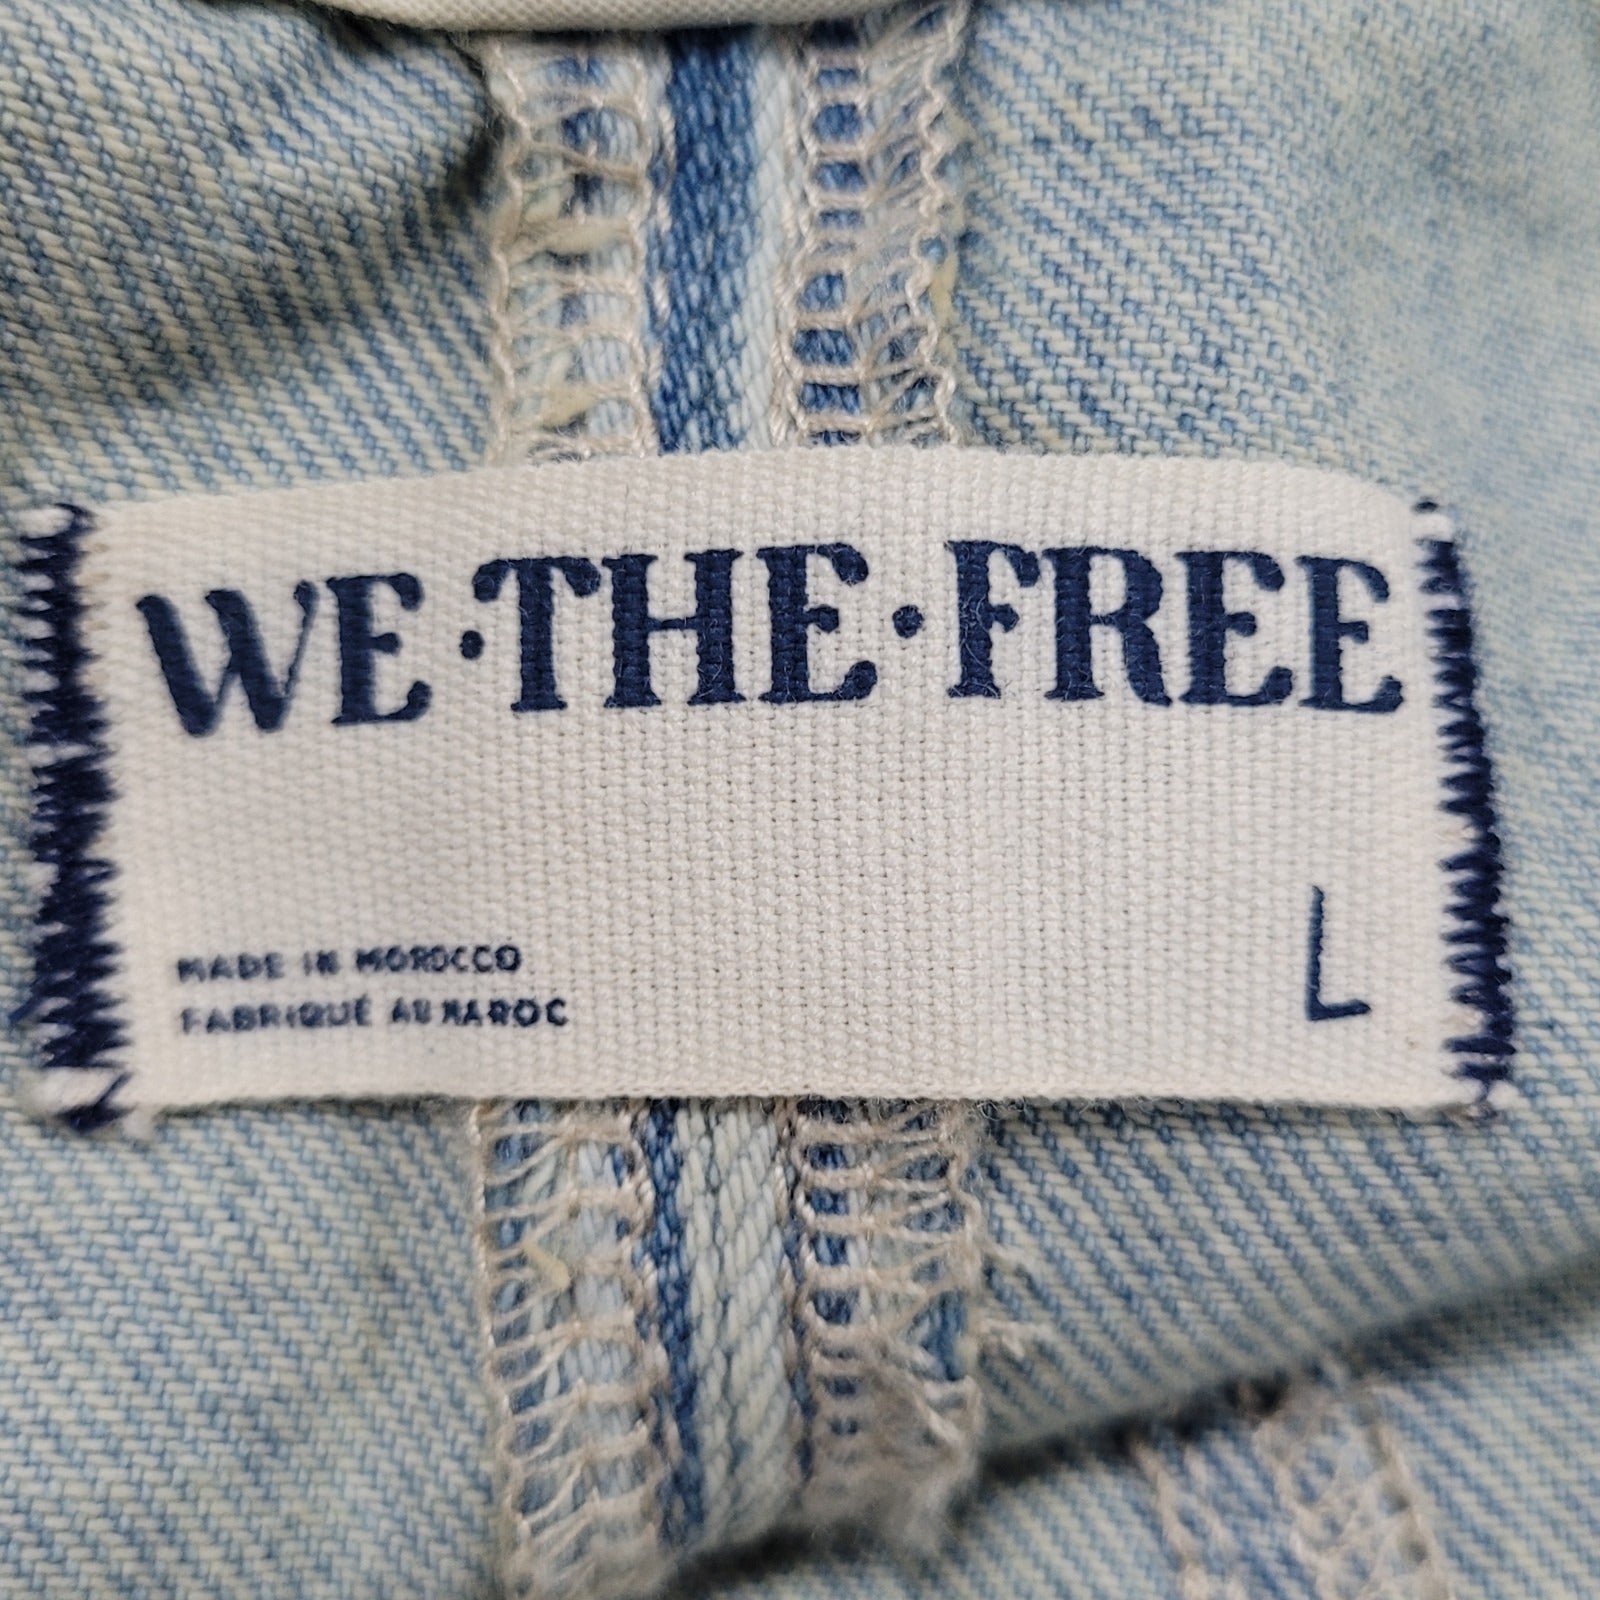 WE·THE·FREE
MADE IN MOROCCO
FABRIQUÉ AU MAROC
L